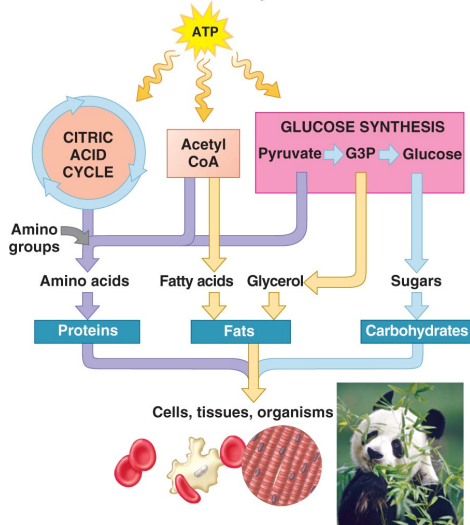 ATP
CITRIC
ACID
CYCLE
Acetyl
CoA
GLUCOSE SYNTHESIS
Pyruvate G3P Glucose
Amino
groups
Amino acids Fatty acids Glycerol Sugars
Proteins Fats Carbohydrates
Cells, tissues, organisms